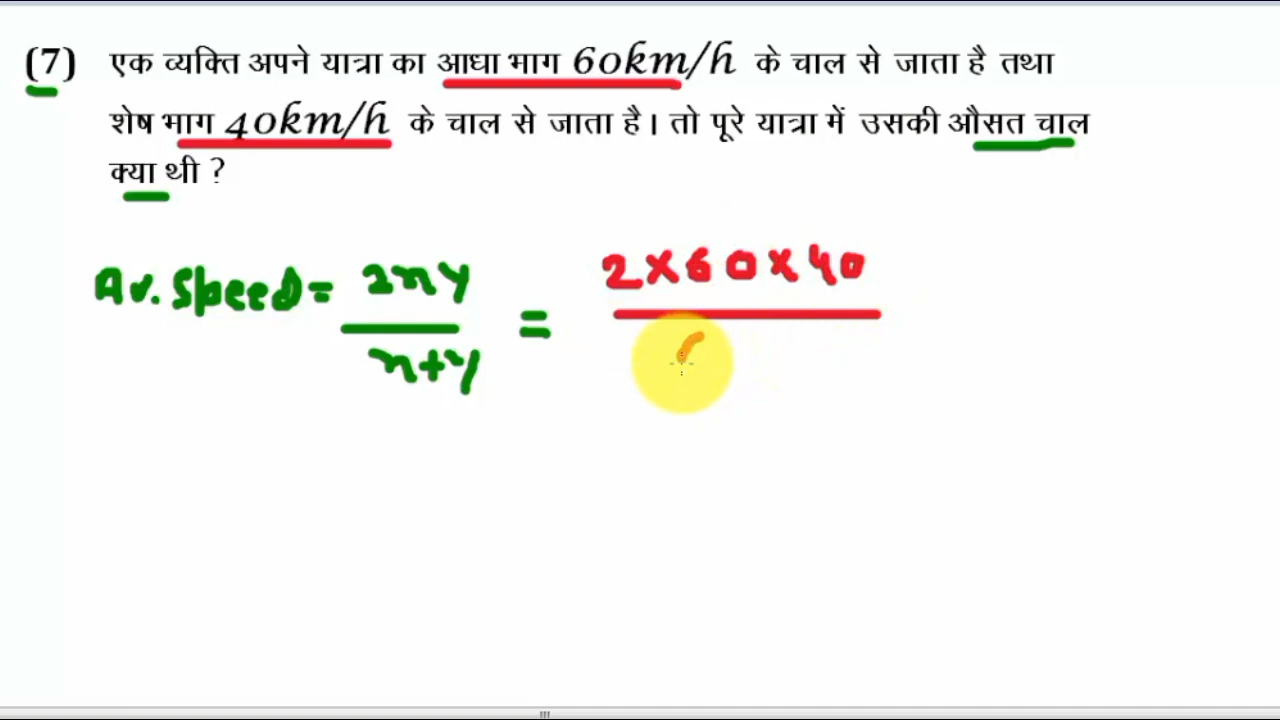 (7) एक व्यक्ति अपने यात्रा का आधा भाग 60km/h के चाल से जाता है तथा
शेष भाग 40km/h के चाल से जाता है। तो पूरे यात्रा में उसकी औसत चाल
क्या थी ?
Av. Speed = 2xy / x+y = 2×60×40